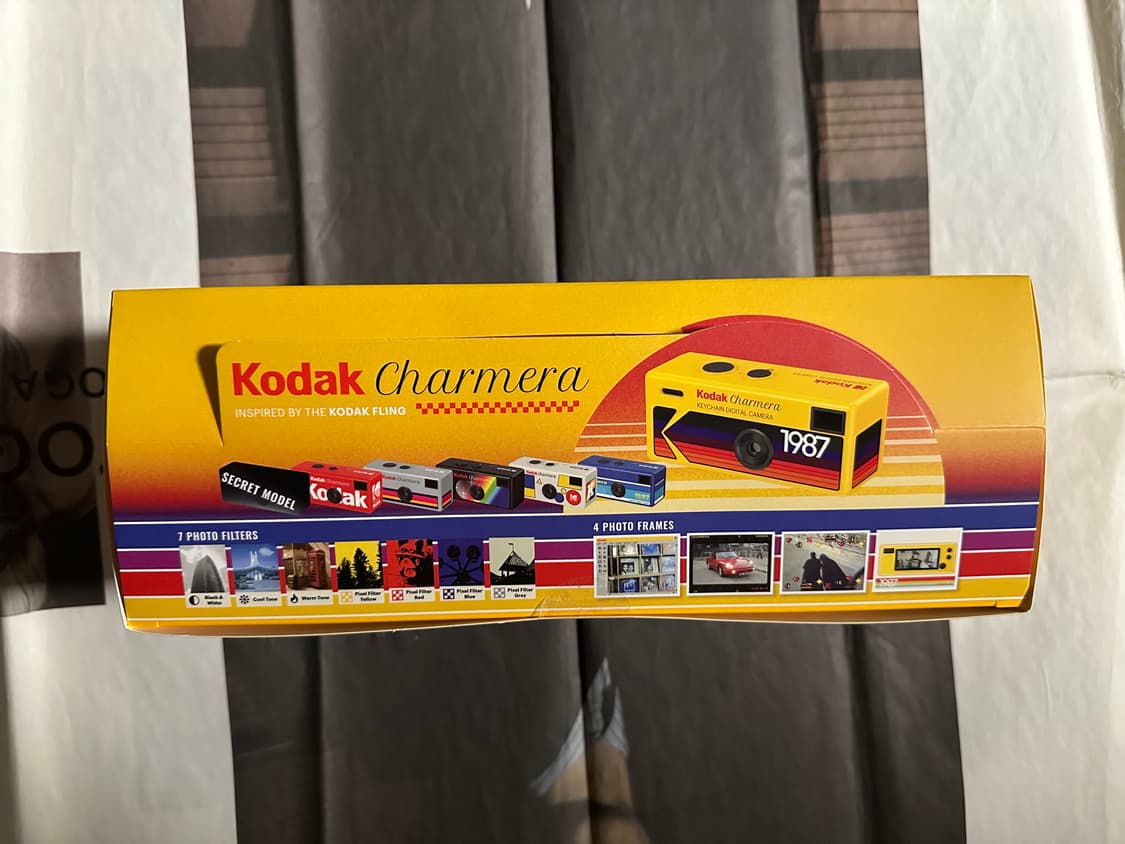 Kodak Charmera
INSPIRED BY THE KODAK FLING
Kodak Charmera
KEYCHAIN DIGITAL CAMERA
1987
Kodak
SECRET MODEL
Kodak
7 PHOTO FILTERS
4 PHOTO FRAMES
Black & White
Cool Tone
Warm Tone
Pixel Filter Yellow
Pixel Filter Red
Pixel Filter Blue
Pixel Filter Gray